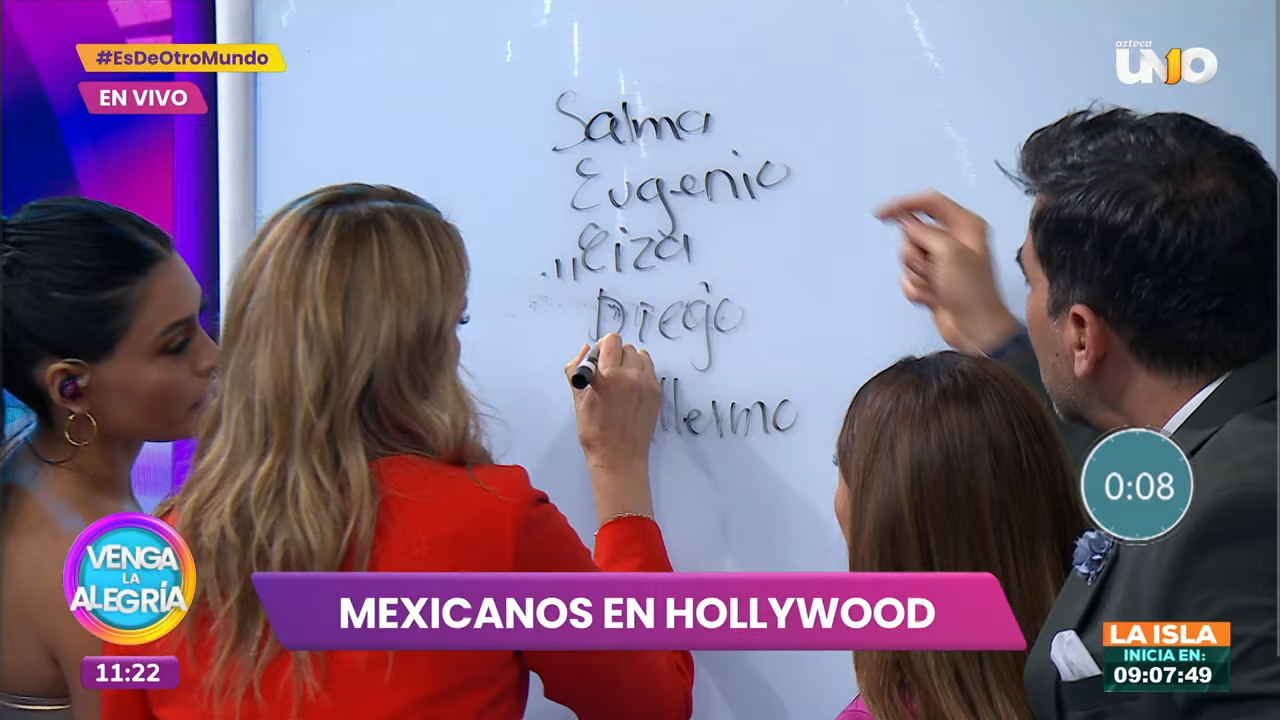 #EsDeOtroMundo
EN VIVO
azteca
UNO
Salma
Eugenio
Eiza
Diego
llermo
VENGA
LA
ALEGRÍA
0:08
MEXICANOS EN HOLLYWOOD
11:22
LA ISLA
INICIA EN:
09:07:49